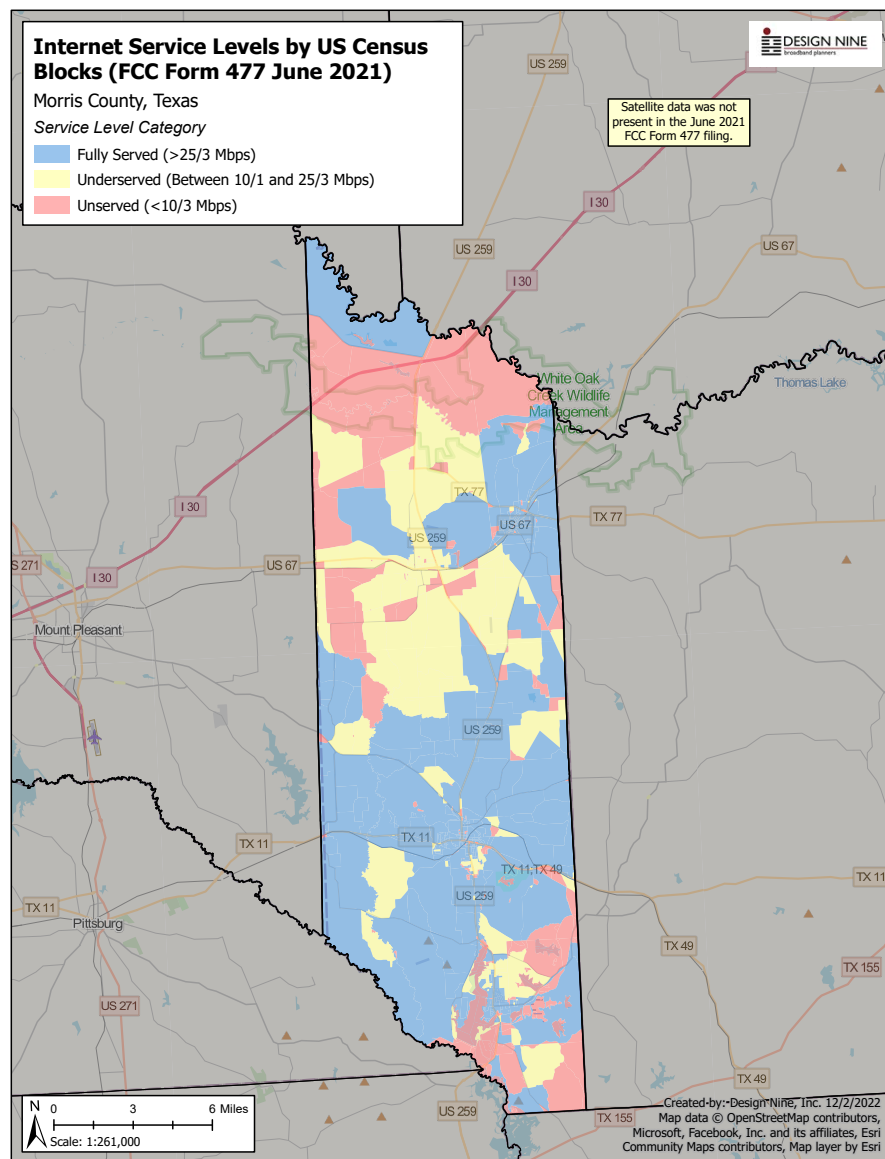 Internet Service Levels by US Census
Blocks (FCC Form 477 June 2021)
Morris County, Texas
Service Level Category
Fully Served (>25/3 Mbps)
Underserved (Between 10/1 and 25/3 Mbps)
Unserved (<10/3 Mbps)
DESIGN NINE
broadband planners
US 259
Satellite data was not
present in the June 2021
FCC Form 477 filing.
I 30
US 259
US 67
I 30
White Oak
Creek Wildlife
Management
Area
Thomas Lake
TX 77
I 30
US 67
TX 77
US 259
S 271
US 67
I 30
Mount Pleasant
US 259
TX 11
TX 11
TX 11,TX 49
TX 11
TX 11
US 259
Pittsburg
TX 49
TX 155
US 271
TX 49
N
0 3 6 Miles
Scale: 1:261,000
US 259
TX 155
Created by: Design Nine, Inc. 12/2/2022
Map data © OpenStreetMap contributors,
Microsoft, Facebook, Inc. and its affiliates, Esri
Community Maps contributors, Map layer by Esri